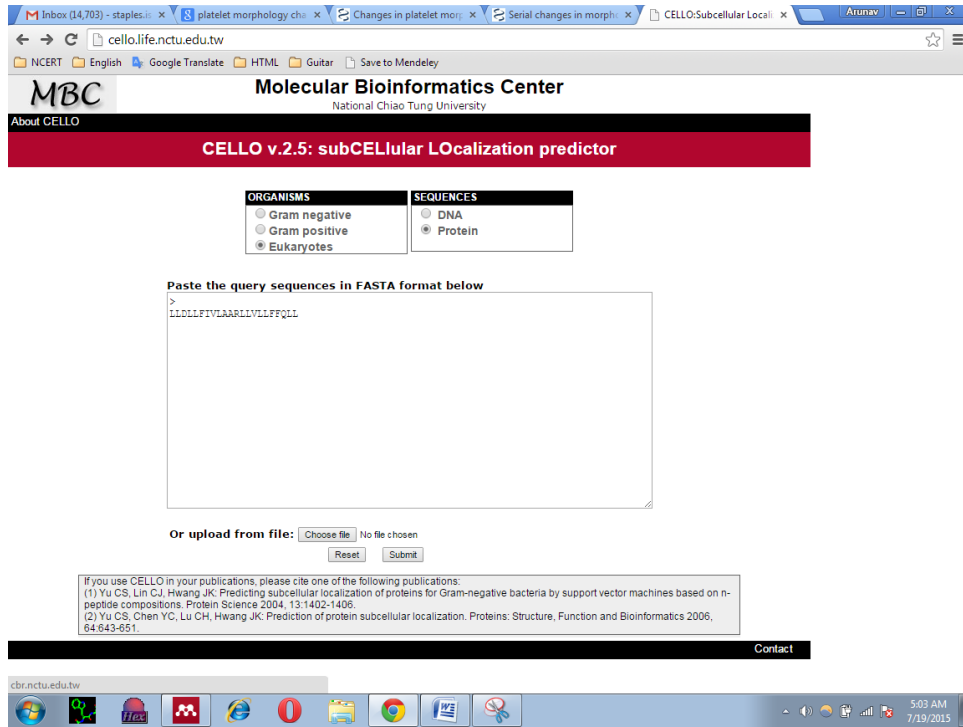 Inbox (14,703) - staples.is
platelet morphology cha
Changes in platelet morp
Serial changes in morpho
CELLO:Subcellular Locali
Arunav
cello.life.nctu.edu.tw
NCERT English Google Translate HTML Guitar Save to Mendeley
MBC
Molecular Bioinformatics Center
National Chiao Tung University
About CELLO
CELLO v.2.5: subCELlular LOcalization predictor
ORGANISMS
Gram negative
Gram positive
Eukaryotes
SEQUENCES
DNA
Protein
Paste the query sequences in FASTA format below
>
LLDLLFIVLAARLLVLLFFQLL
Or upload from file: Choose file No file chosen
Reset Submit
If you use CELLO in your publications, please cite one of the following publications:
(1) Yu CS, Lin CJ, Hwang JK: Predicting subcellular localization of proteins for Gram-negative bacteria by support vector machines based on n-
peptide compositions. Protein Science 2004, 13:1402-1406.
(2) Yu CS, Chen YC, Lu CH, Hwang JK: Prediction of protein subcellular localization. Proteins: Structure, Function and Bioinformatics 2006,
64:643-651.
Contact
cbr.nctu.edu.tw
Hex
5:03 AM
7/19/2015